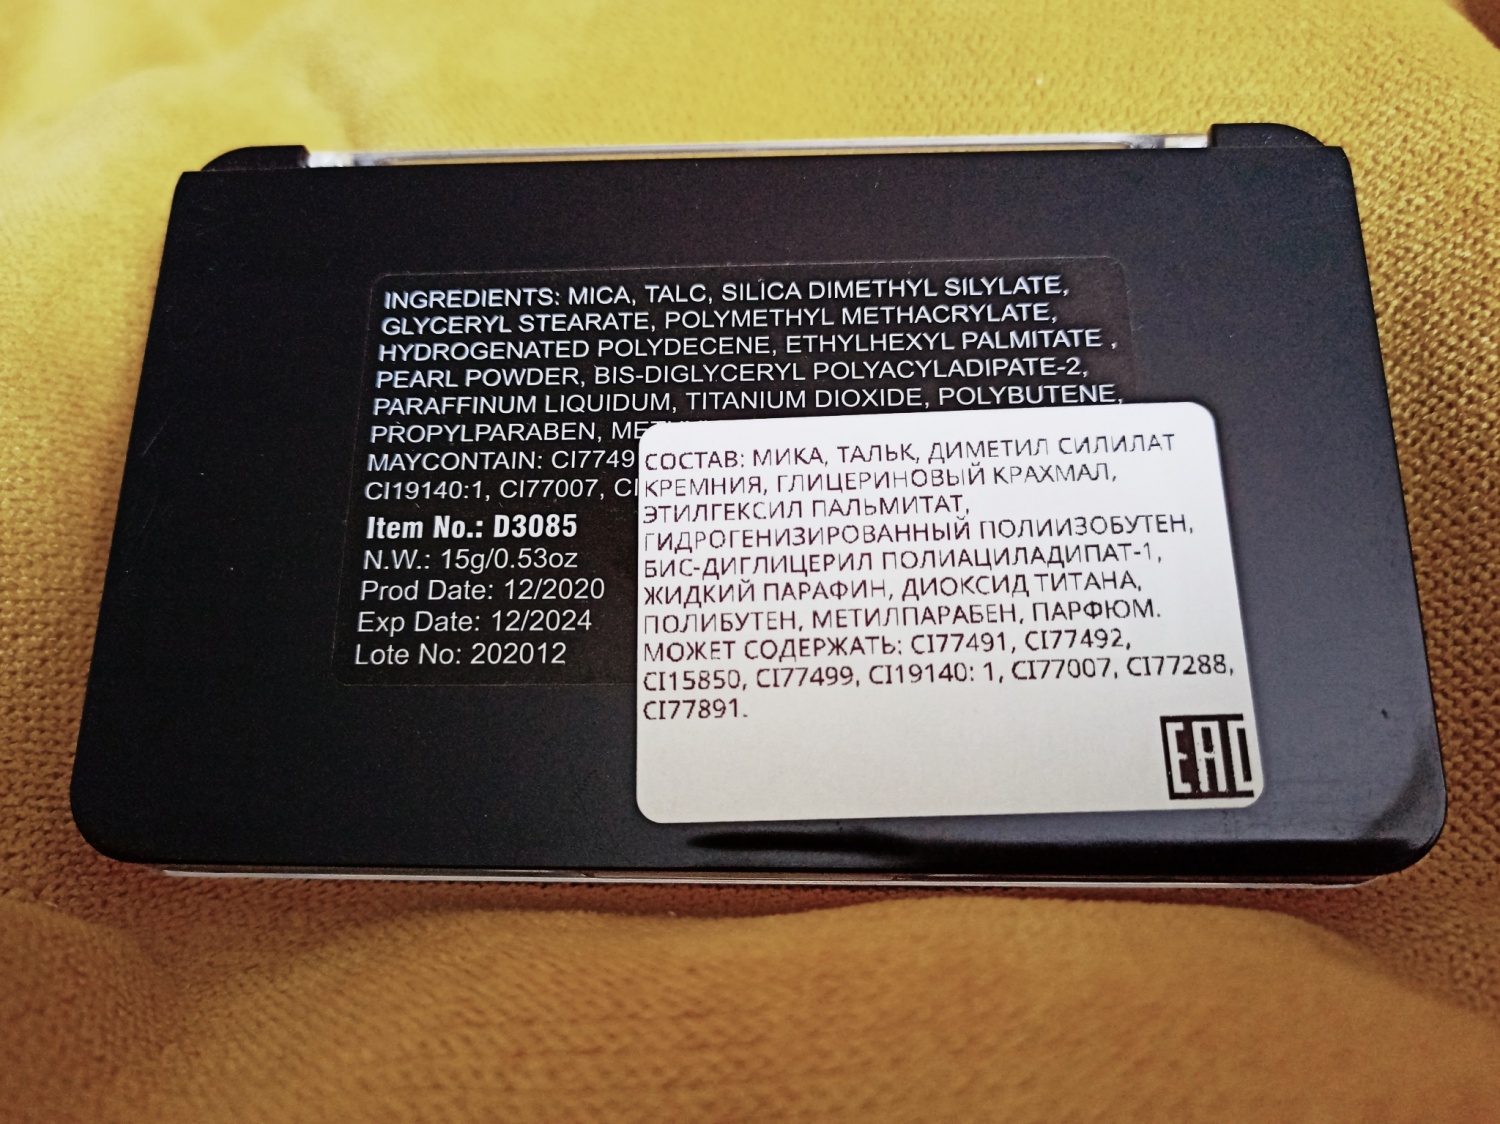 INGREDIENTS: MICA, TALC, SILICA DIMETHYL SILYLATE,
GLYCERYL STEARATE, POLYMETHYL METHACRYLATE,
HYDROGENATED POLYDECENE, ETHYLHEXYL PALMITATE ,
PEARL POWDER, BIS-DIGLYCERYL POLYACYLADIPATE-2,
PARAFFINUM LIQUIDUM, TITANIUM DIOXIDE, POLYBUTENE,
PROPYLPARABEN,
MAYCONTAIN: CI7749
CI19140:1, CI77007, CI
Item No.: D3085
N.W.: 15g/0.53oz
Prod Date: 12/2020
Exp Date: 12/2024
Lote No: 202012
СОСТАВ: МИКА, ТАЛЬК, ДИМЕТИЛ СИЛИЛАТ
КРЕМНИЯ, ГЛИЦЕРИНОВЫЙ КРАХМАЛ,
ЭТИЛГЕКСИЛ ПАЛЬМИТАТ,
ГИДРОГЕНИЗИРОВАННЫЙ ПОЛИИЗОБУТЕН,
БИС-ДИГЛИЦЕРИЛ ПОЛИАЦИЛАДИПАТ-1,
ЖИДКИЙ ПАРАФИН, ДИОКСИД ТИТАНА,
ПОЛИБУТЕН, МЕТИЛПАРАБЕН, ПАРФЮМ.
МОЖЕТ СОДЕРЖАТЬ: CI77491, CI77492,
CI15850, CI77499, CI19140: 1, CI77007, CI77288,
CI77891.
EAC